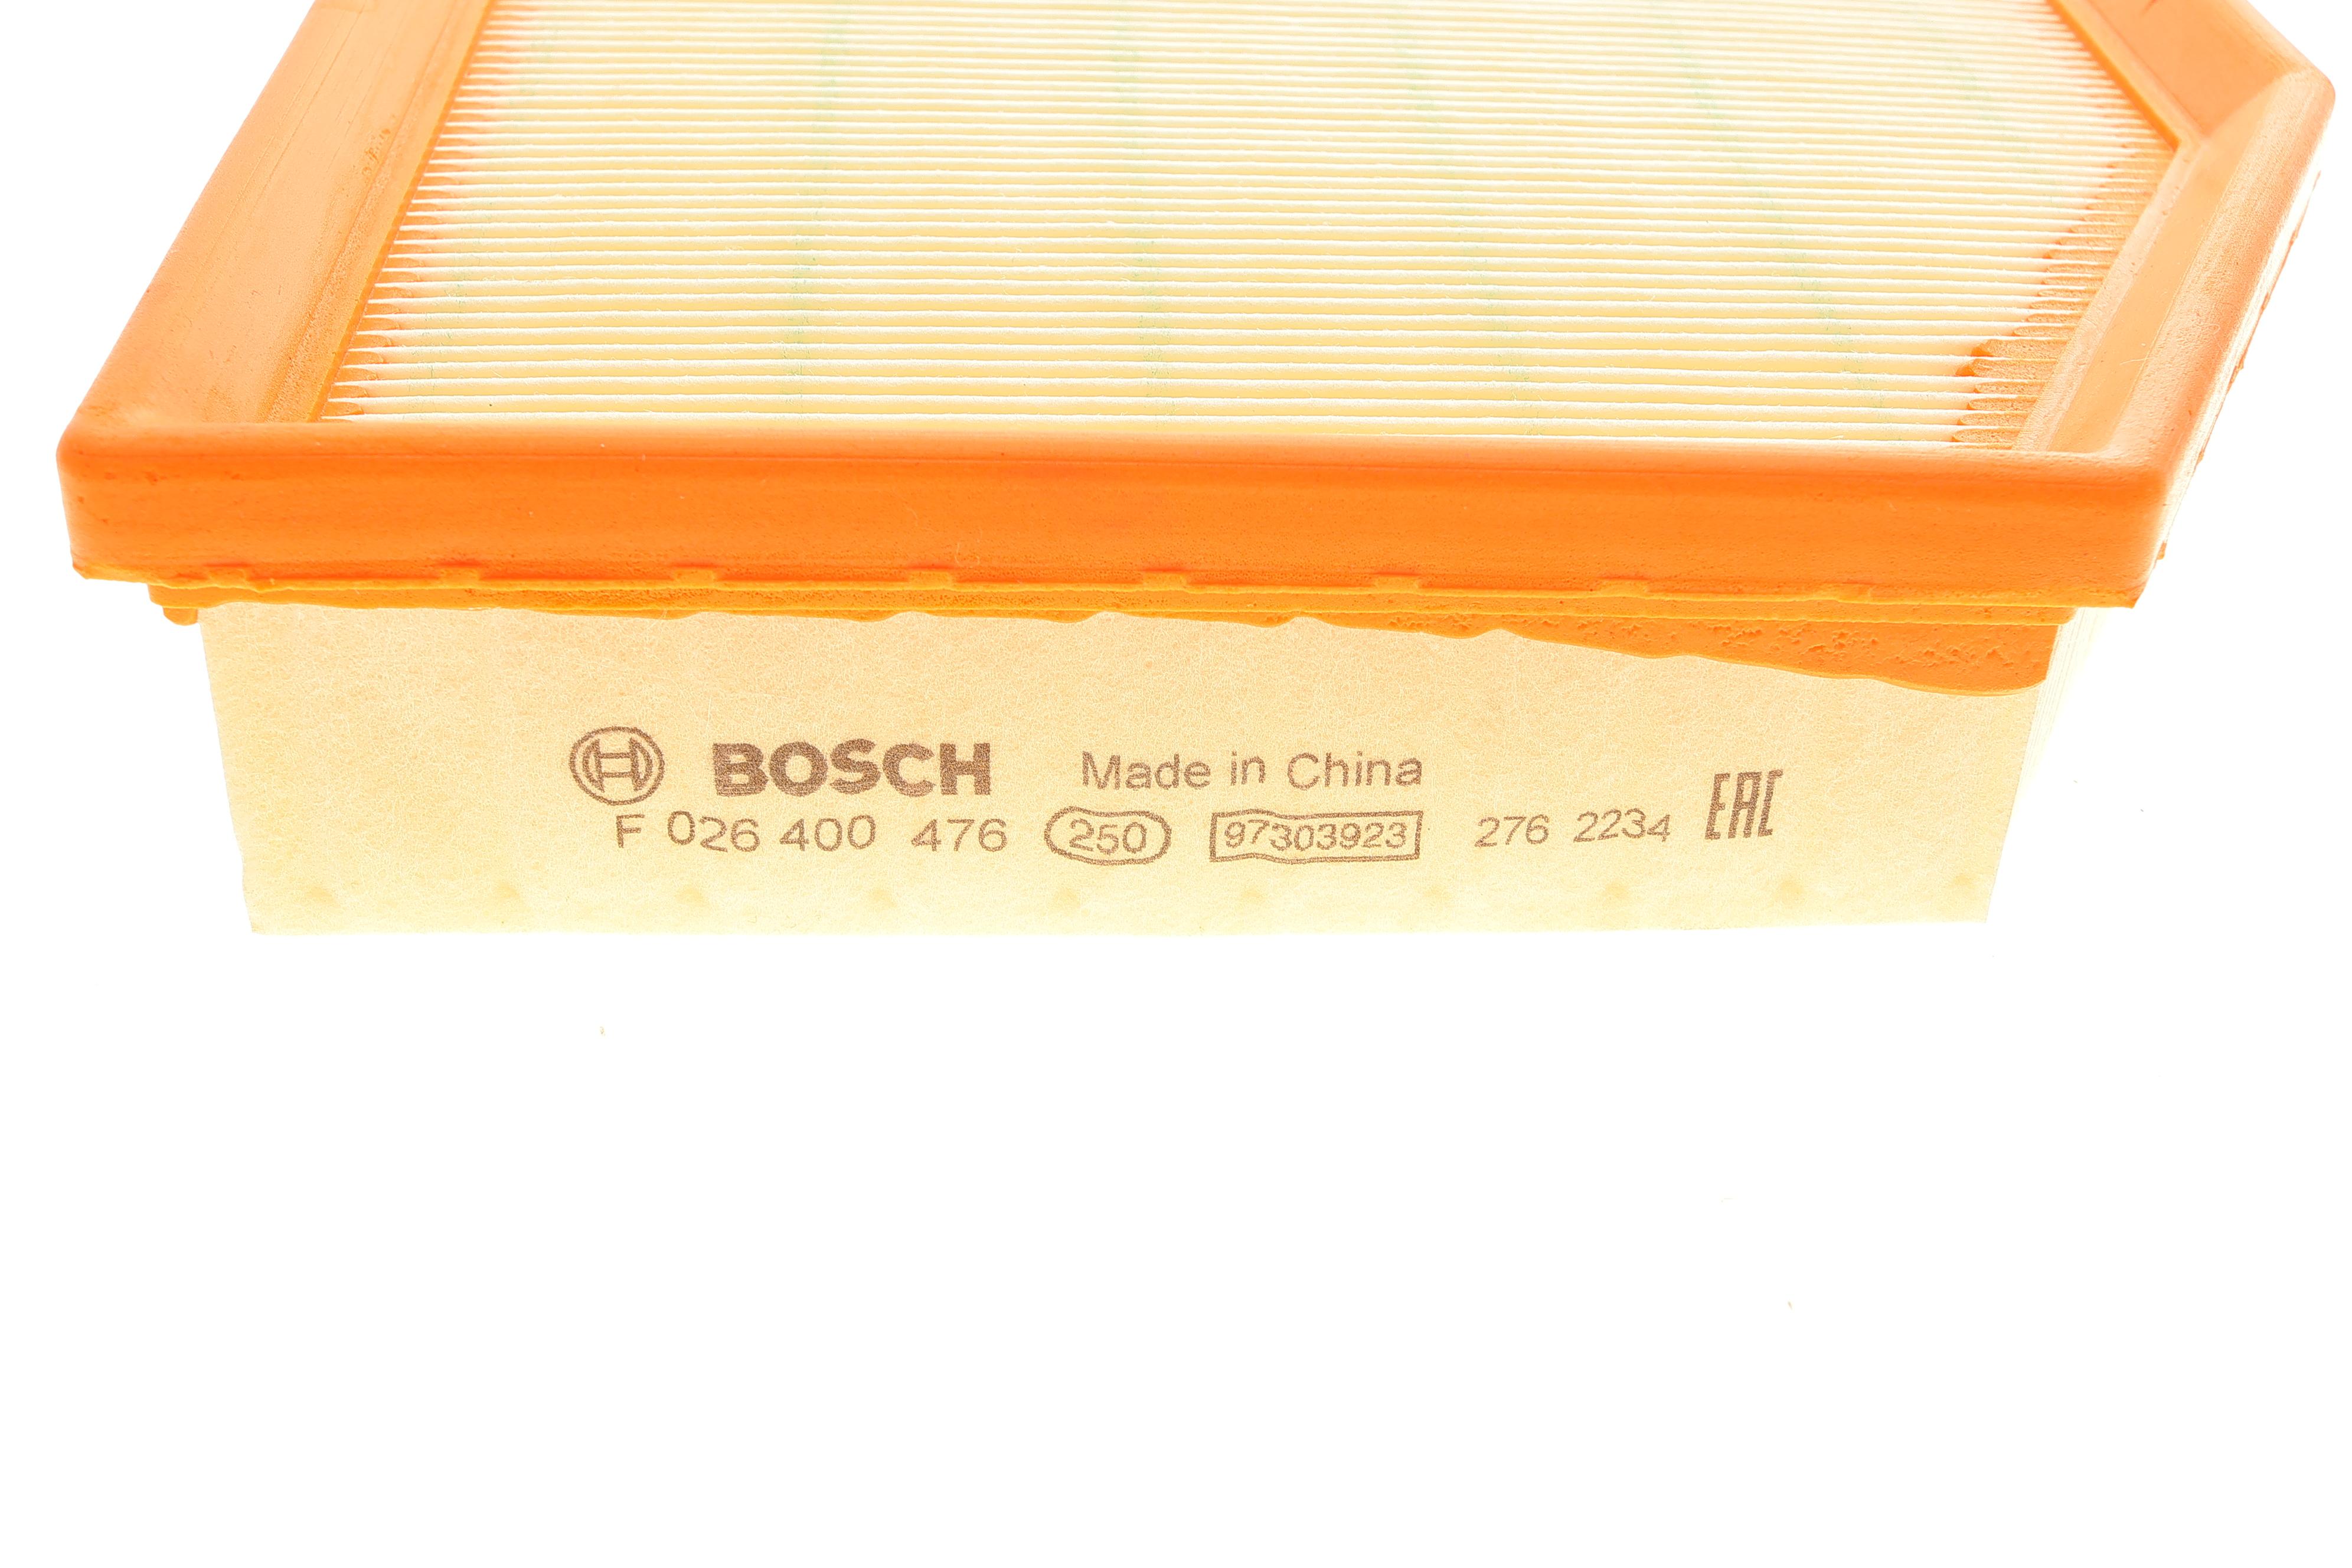 BOSCH Made in China
F 026 400 476 250 97303923 276 2234 EAC